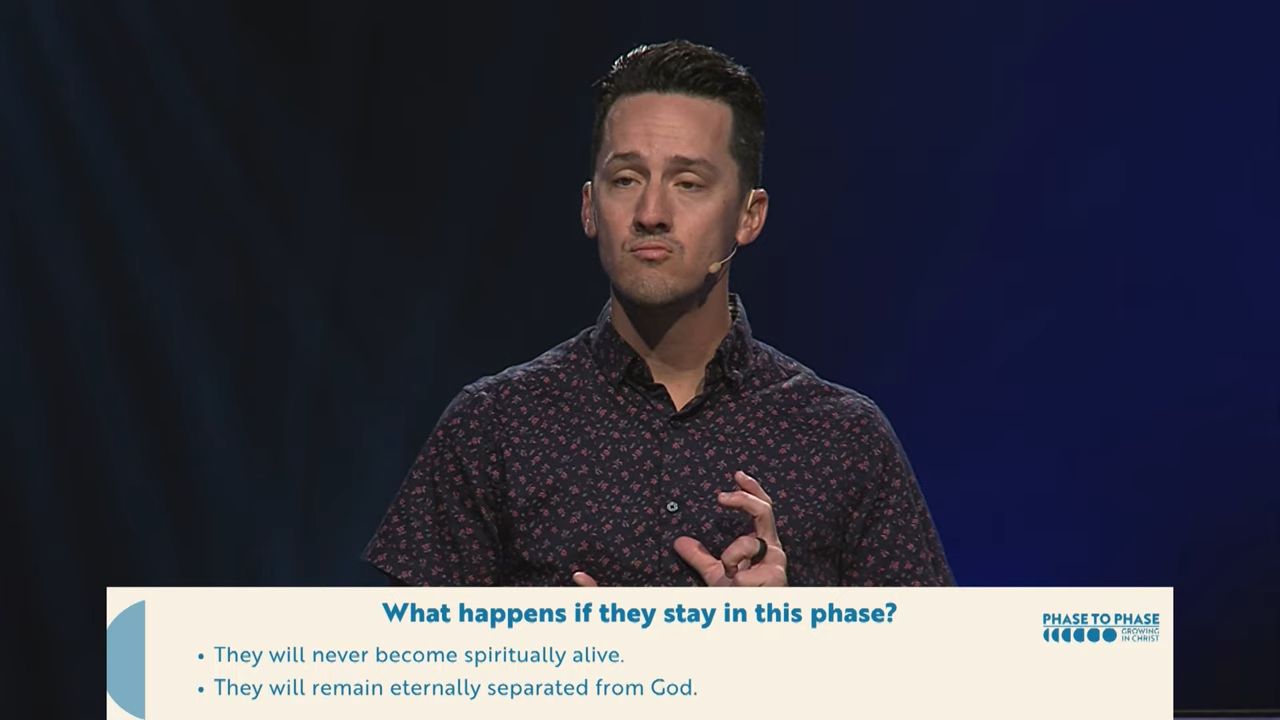 What happens if they stay in this phase?
• They will never become spiritually alive.
• They will remain eternally separated from God.
PHASE TO PHASE
GROWING
IN CHRIST